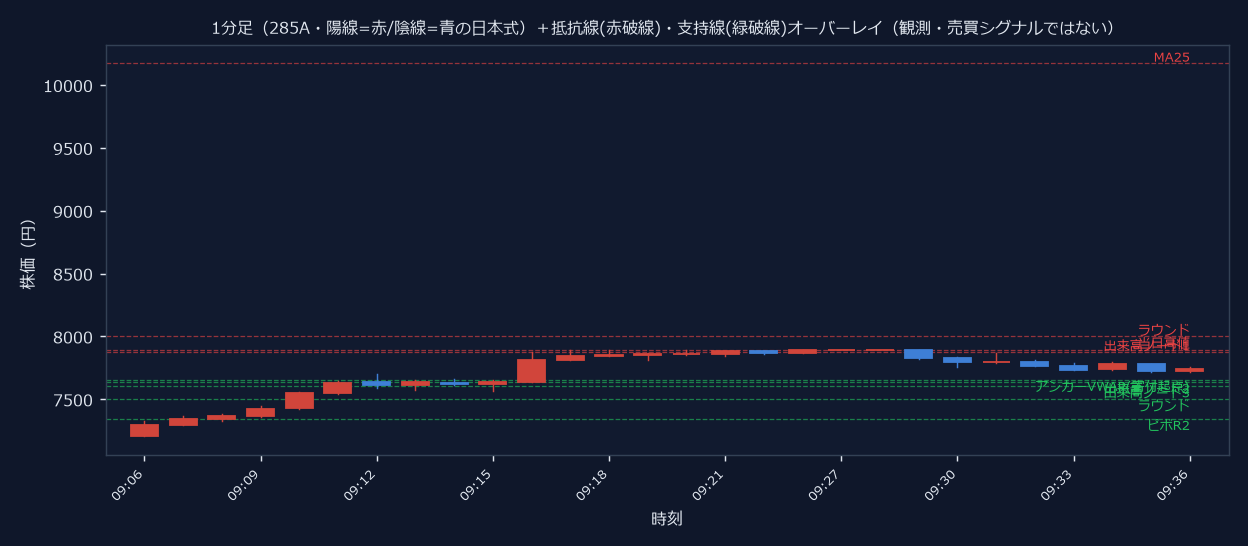 1分足（285A・陽線=赤/陰線=青の日本式）＋抵抗線(赤破線)・支持線(緑破線)オーバーレイ（観測・売買シグナルではない）
株価（円）
10000
9500
9000
8500
8000
7500
MA25
ラウンド
ラウンド
ピボR2
09:06
09:09
09:12
09:15
09:18
09:21
09:27
09:30
09:33
09:36
時刻